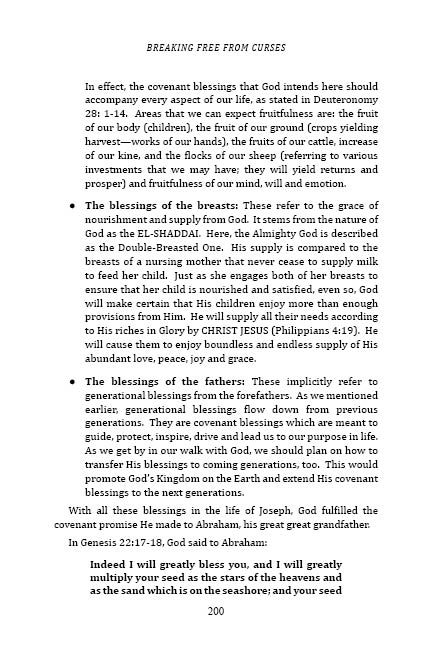 BREAKING FREE FROM CURSES
In effect, the covenant blessings that God intends here should
accompany every aspect of our life, as stated in Deuteronomy
28: 1-14. Areas that we can expect fruitfulness are: the fruit
of our body (children), the fruit of our ground (crops yielding
harvest—works of our hands), the fruits of our cattle, increase
of our kine, and the flocks of our sheep (referring to various
investments that we may have; they will yield returns and
prosper) and fruitfulness of our mind, will and emotion.
● The blessings of the breasts: These refer to the grace of
nourishment and supply from God. It stems from the nature of
God as the EL-SHADDAI. Here, the Almighty God is described
as the Double-Breasted One. His supply is compared to the
breasts of a nursing mother that never cease to supply milk
to feed her child. Just as she engages both of her breasts to
ensure that her child is nourished and satisfied, even so, God
will make certain that His children enjoy more than enough
provisions from Him. He will supply all their needs according
to His riches in Glory by CHRIST JESUS (Philippians 4:19). He
will cause them to enjoy boundless and endless supply of His
abundant love, peace, joy and grace.
● The blessings of the fathers: These implicitly refer to
generational blessings from the forefathers. As we mentioned
earlier, generational blessings flow down from previous
generations. They are covenant blessings which are meant to
guide, protect, inspire, drive and lead us to our purpose in life.
As we get by in our walk with God, we should plan on how to
transfer His blessings to coming generations, too. This would
promote God's Kingdom on the Earth and extend His covenant
blessings to the next generations.
With all these blessings in the life of Joseph, God fulfilled the
covenant promise He made to Abraham, his great great grandfather.
In Genesis 22:17-18, God said to Abraham:
Indeed I will greatly bless you, and I will greatly
multiply your seed as the stars of the heavens and
as the sand which is on the seashore; and your seed
200